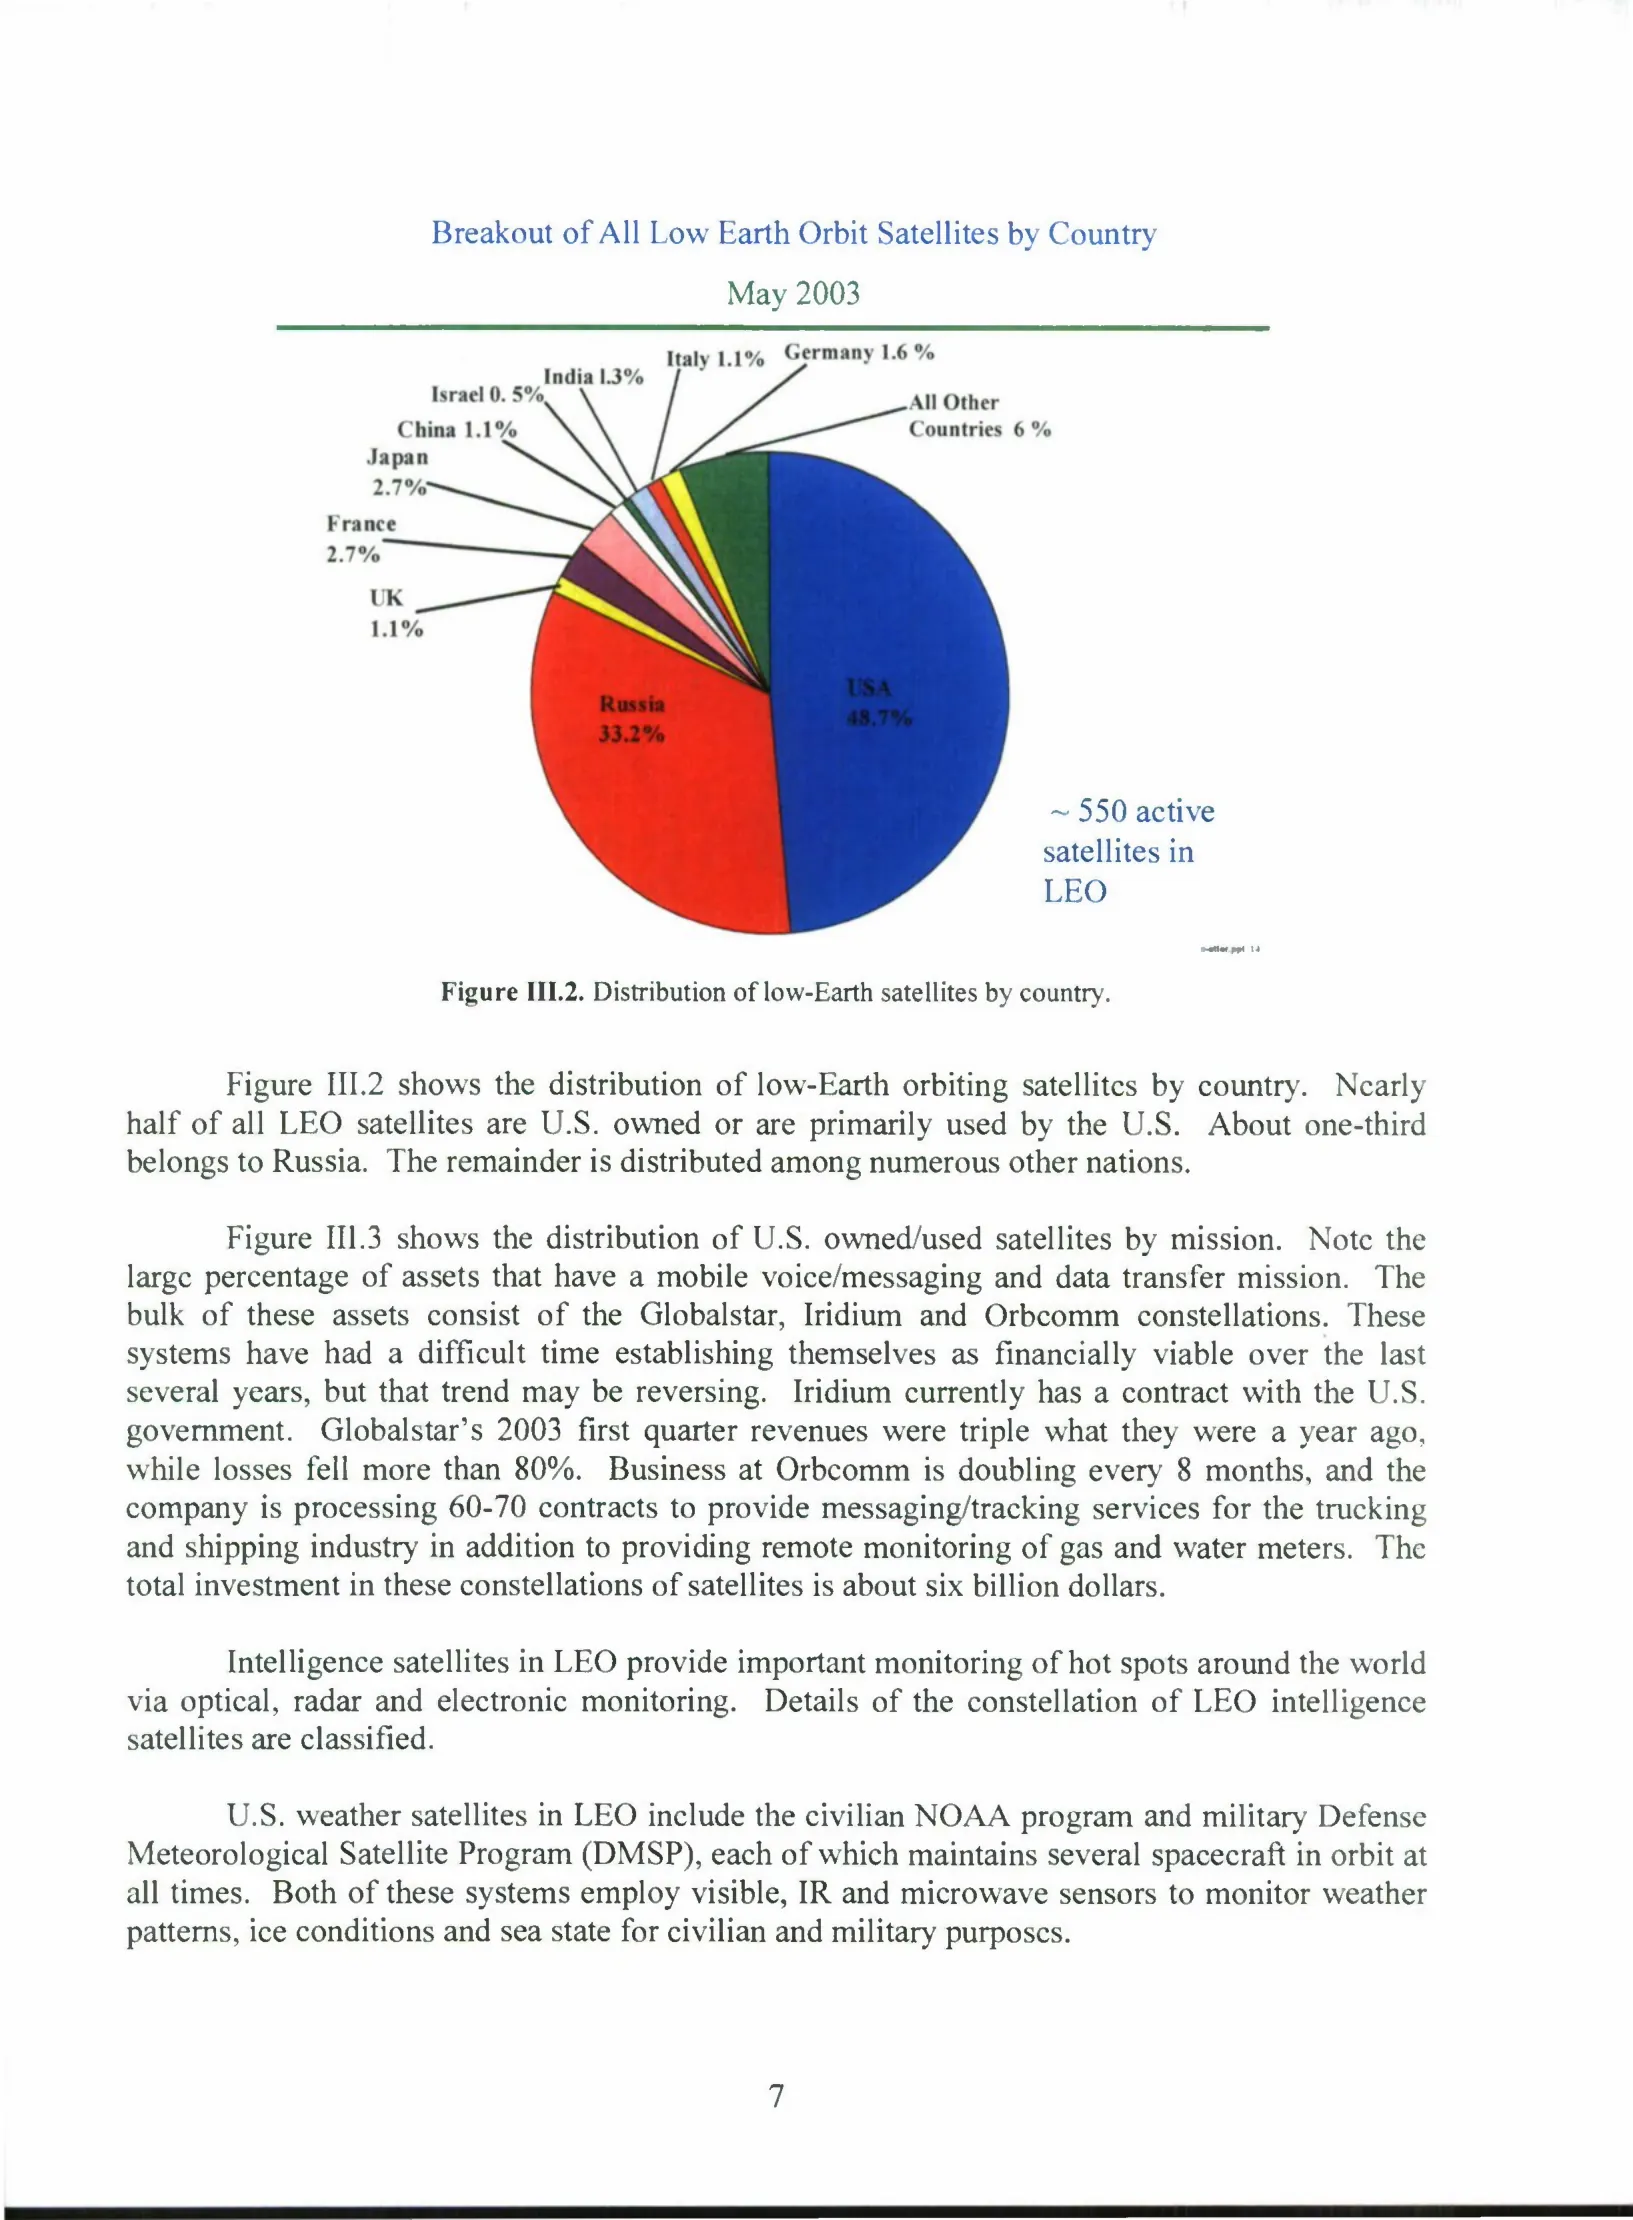 Breakout of All Low Earth Orbit Satellites by Country
May 2003
Italy 1.1%
Germany 1.6 %
India 1.3%
Israel 0. 5%
All Other
Countries 6 %
China 1.1%
Japan
2.7%
France
2.7%
UK
1.1%
USA
48.7%
Russia
33.2%
~ 550 active
satellites in
LEO
Figure III.2. Distribution of low-Earth satellites by country.
Figure III.2 shows the distribution of low-Earth orbiting satellites by country. Nearly
half of all LEO satellites are U.S. owned or are primarily used by the U.S. About one-third
belongs to Russia. The remainder is distributed among numerous other nations.
Figure III.3 shows the distribution of U.S. owned/used satellites by mission. Note the
large percentage of assets that have a mobile voice/messaging and data transfer mission. The
bulk of these assets consist of the Globalstar, Iridium and Orbcomm constellations. These
systems have had a difficult time establishing themselves as financially viable over the last
several years, but that trend may be reversing. Iridium currently has a contract with the U.S.
government. Globalstar's 2003 first quarter revenues were triple what they were a year ago,
while losses fell more than 80%. Business at Orbcomm is doubling every 8 months, and the
company is processing 60-70 contracts to provide messaging/tracking services for the trucking
and shipping industry in addition to providing remote monitoring of gas and water meters. The
total investment in these constellations of satellites is about six billion dollars.
Intelligence satellites in LEO provide important monitoring of hot spots around the world
via optical, radar and electronic monitoring. Details of the constellation of LEO intelligence
satellites are classified.
U.S. weather satellites in LEO include the civilian NOAA program and military Defense
Meteorological Satellite Program (DMSP), each of which maintains several spacecraft in orbit at
all times. Both of these systems employ visible, IR and microwave sensors to monitor weather
patterns, ice conditions and sea state for civilian and military purposes.
7